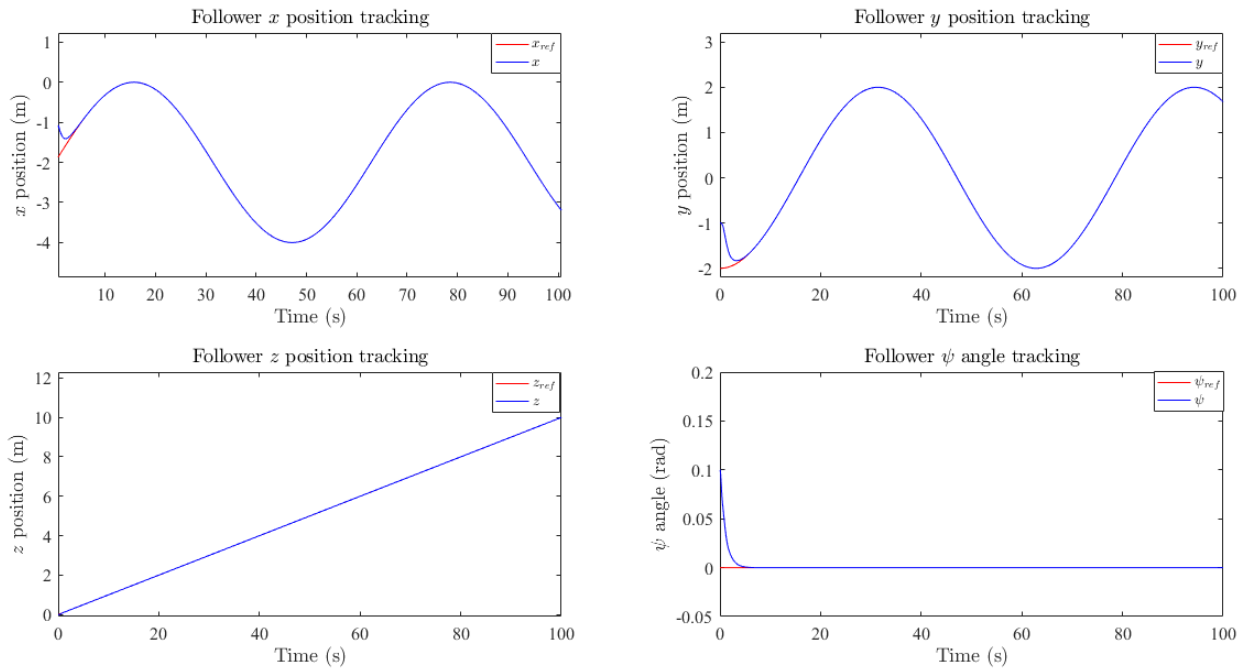 Follower x position tracking
1
0
-1
-2
-3
-4
x position (m)
x_ref
x
10 20 30 40 50 60 70 80 90 100
Time (s)
Follower y position tracking
3
2
1
0
-1
-2
y position (m)
y_ref
y
0 20 40 60 80 100
Time (s)
Follower z position tracking
12
10
8
6
4
2
0
z position (m)
z_ref
z
0 20 40 60 80 100
Time (s)
Follower ψ angle tracking
0.2
0.15
0.1
0.05
0
-0.05
ψ angle (rad)
ψ_ref
ψ
0 20 40 60 80 100
Time (s)